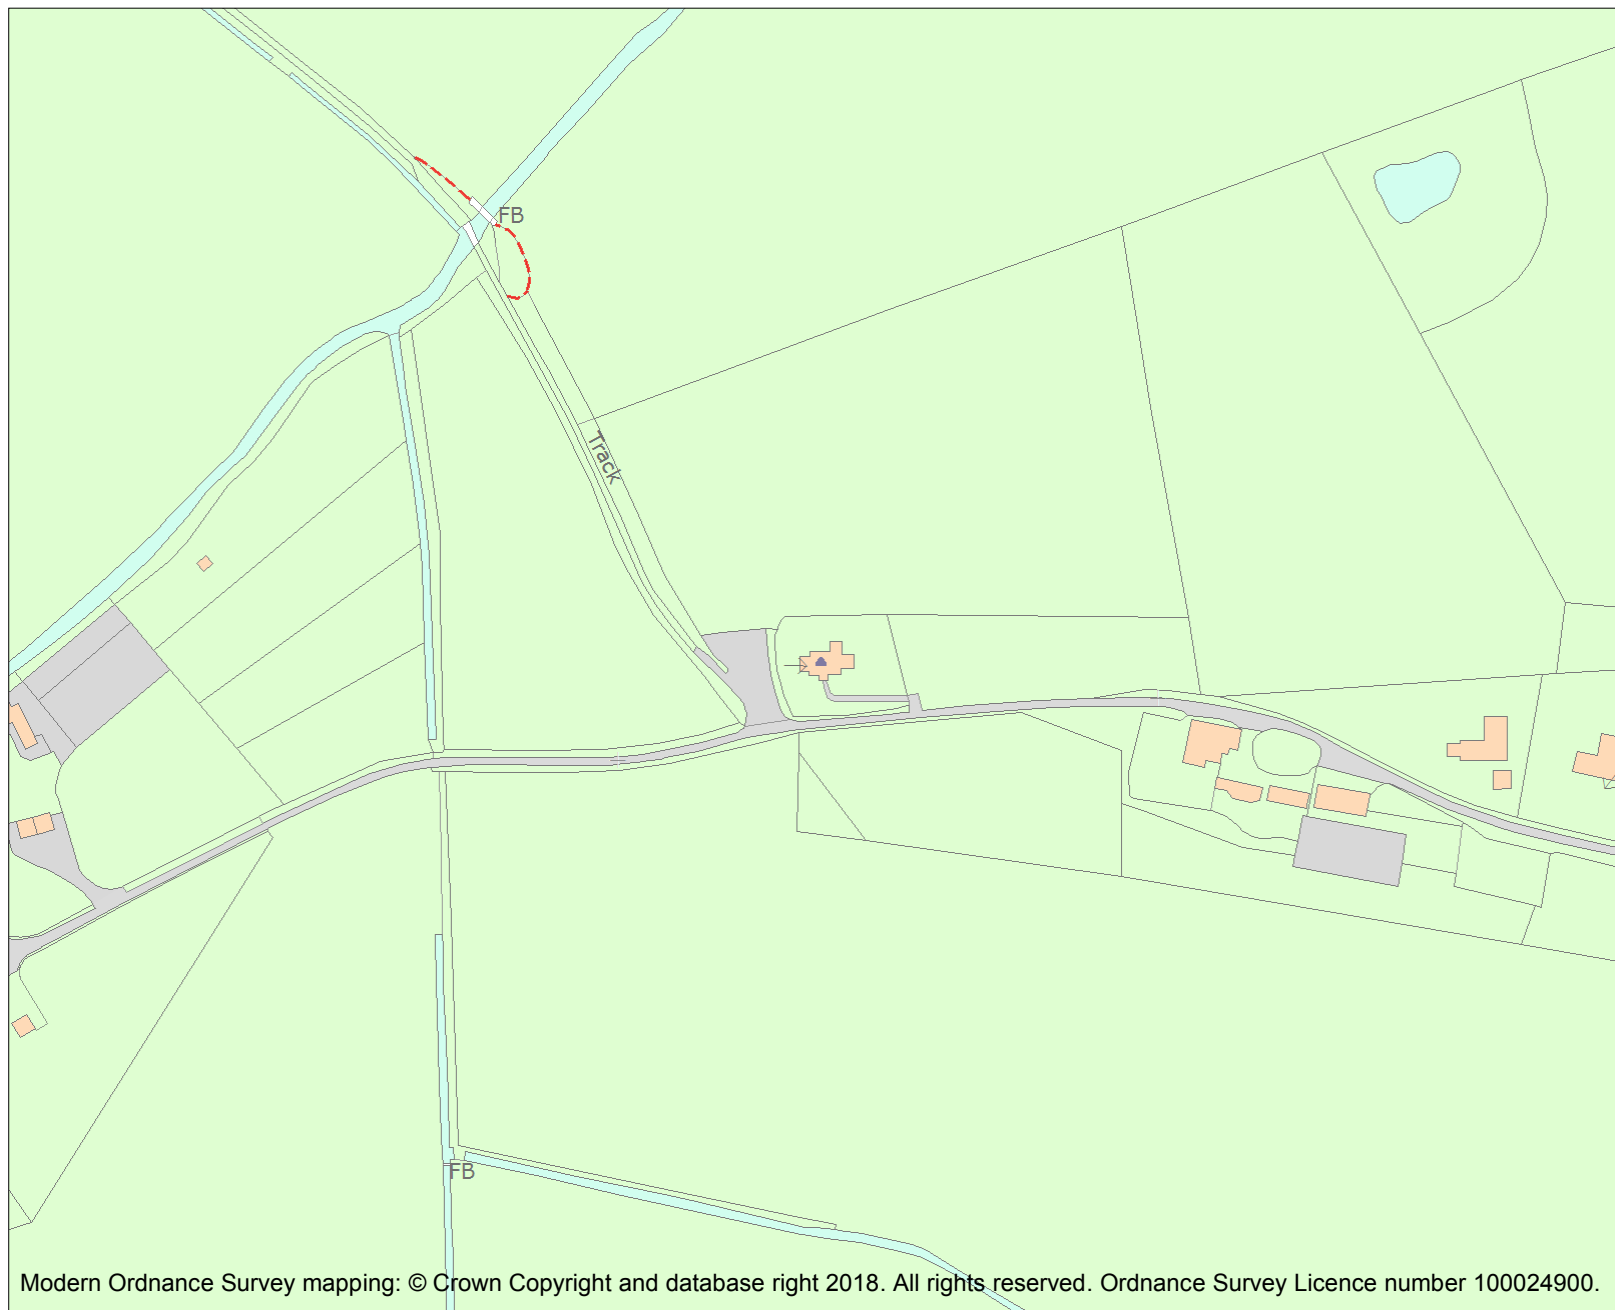 FB
Track
FB
Modern Ordnance Survey mapping: © Crown Copyright and database right 2018. All rights reserved. Ordnance Survey Licence number 100024900.